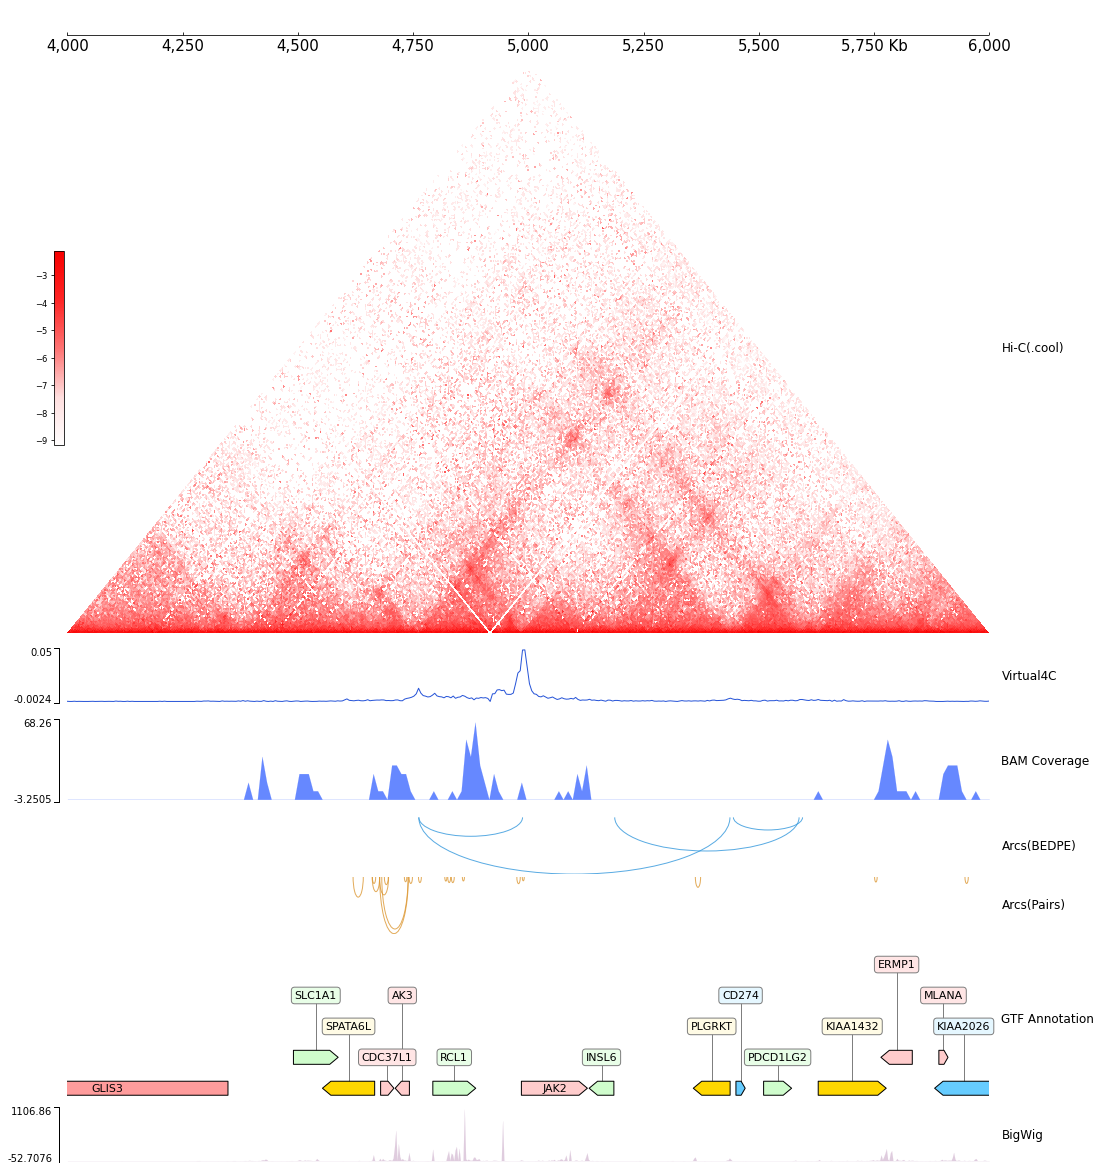 4,000 4,250 4,500 4,750 5,000 5,250 5,500 5,750 Kb 6,000
−3
−4
−5
−6
−7
−8
−9
Hi-C(.cool)
0.05
-0.0024
Virtual4C
68.26
-3.2505
BAM Coverage
Arcs(BEDPE)
Arcs(Pairs)
ERMP1
SLC1A1 AK3 CD274 MLANA
SPATA6L PLGRKT KIAA1432 KIAA2026
GTF Annotation
CDC37L1 RCL1 INSL6 PDCD1LG2
GLIS3 JAK2
1106.86
-52.7076
BigWig